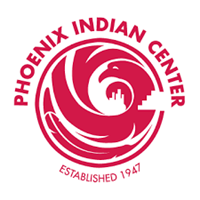 PHOENIX INDIAN CENTER
ESTABLISHED 1947